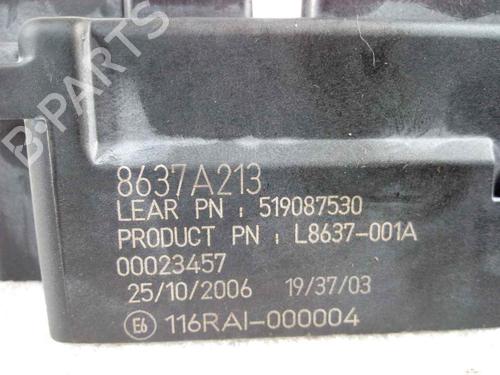 B-PARTS
8637A213
LEAR PN : 519087530
PRODUCT PN : L8637-001A
00023457
25/10/2006 19/37/03
E6 116RAI-000004